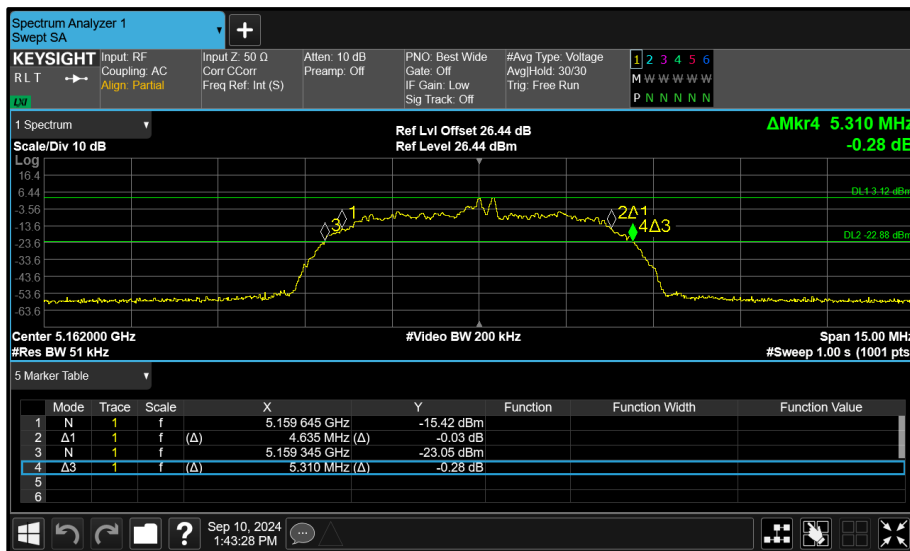 Spectrum Analyzer 1
Swept SA
KEYSIGHT
R L T
LXI
Input: RF
Coupling: AC
Align: Partial
Input Z: 50 Ω
Corr CCorr
Freq Ref: Int (S)
Atten: 10 dB
Preamp: Off
PNO: Best Wide
Gate: Off
IF Gain: Low
Sig Track: Off
#Avg Type: Voltage
Avg|Hold: 30/30
Trig: Free Run
1 2 3 4 5 6
M W W W W W
P N N N N N
1 Spectrum
Scale/Div 10 dB
Ref Lvl Offset 26.44 dB
Ref Level 26.44 dBm
ΔMkr4 5.310 MHz
-0.28 dB
Log
16.4
6.44
-3.56
-13.6
-23.6
-33.6
-43.6
-53.6
-63.6
DL1 3.12 dBm
DL2 -22.88 dBm
1
3
2Δ1
4Δ3
Center 5.162000 GHz
#Res BW 51 kHz
#Video BW 200 kHz
Span 15.00 MHz
#Sweep 1.00 s (1001 pts
5 Marker Table
Mode Trace Scale X Y Function Function Width Function Value
1 N 1 f 5.159 645 GHz -15.42 dBm
2 Δ1 1 f (Δ) 4.635 MHz (Δ) -0.03 dB
3 N 1 f 5.159 345 GHz -23.05 dBm
4 Δ3 1 f (Δ) 5.310 MHz (Δ) -0.28 dB
5
6
?
Sep 10, 2024
1:43:28 PM